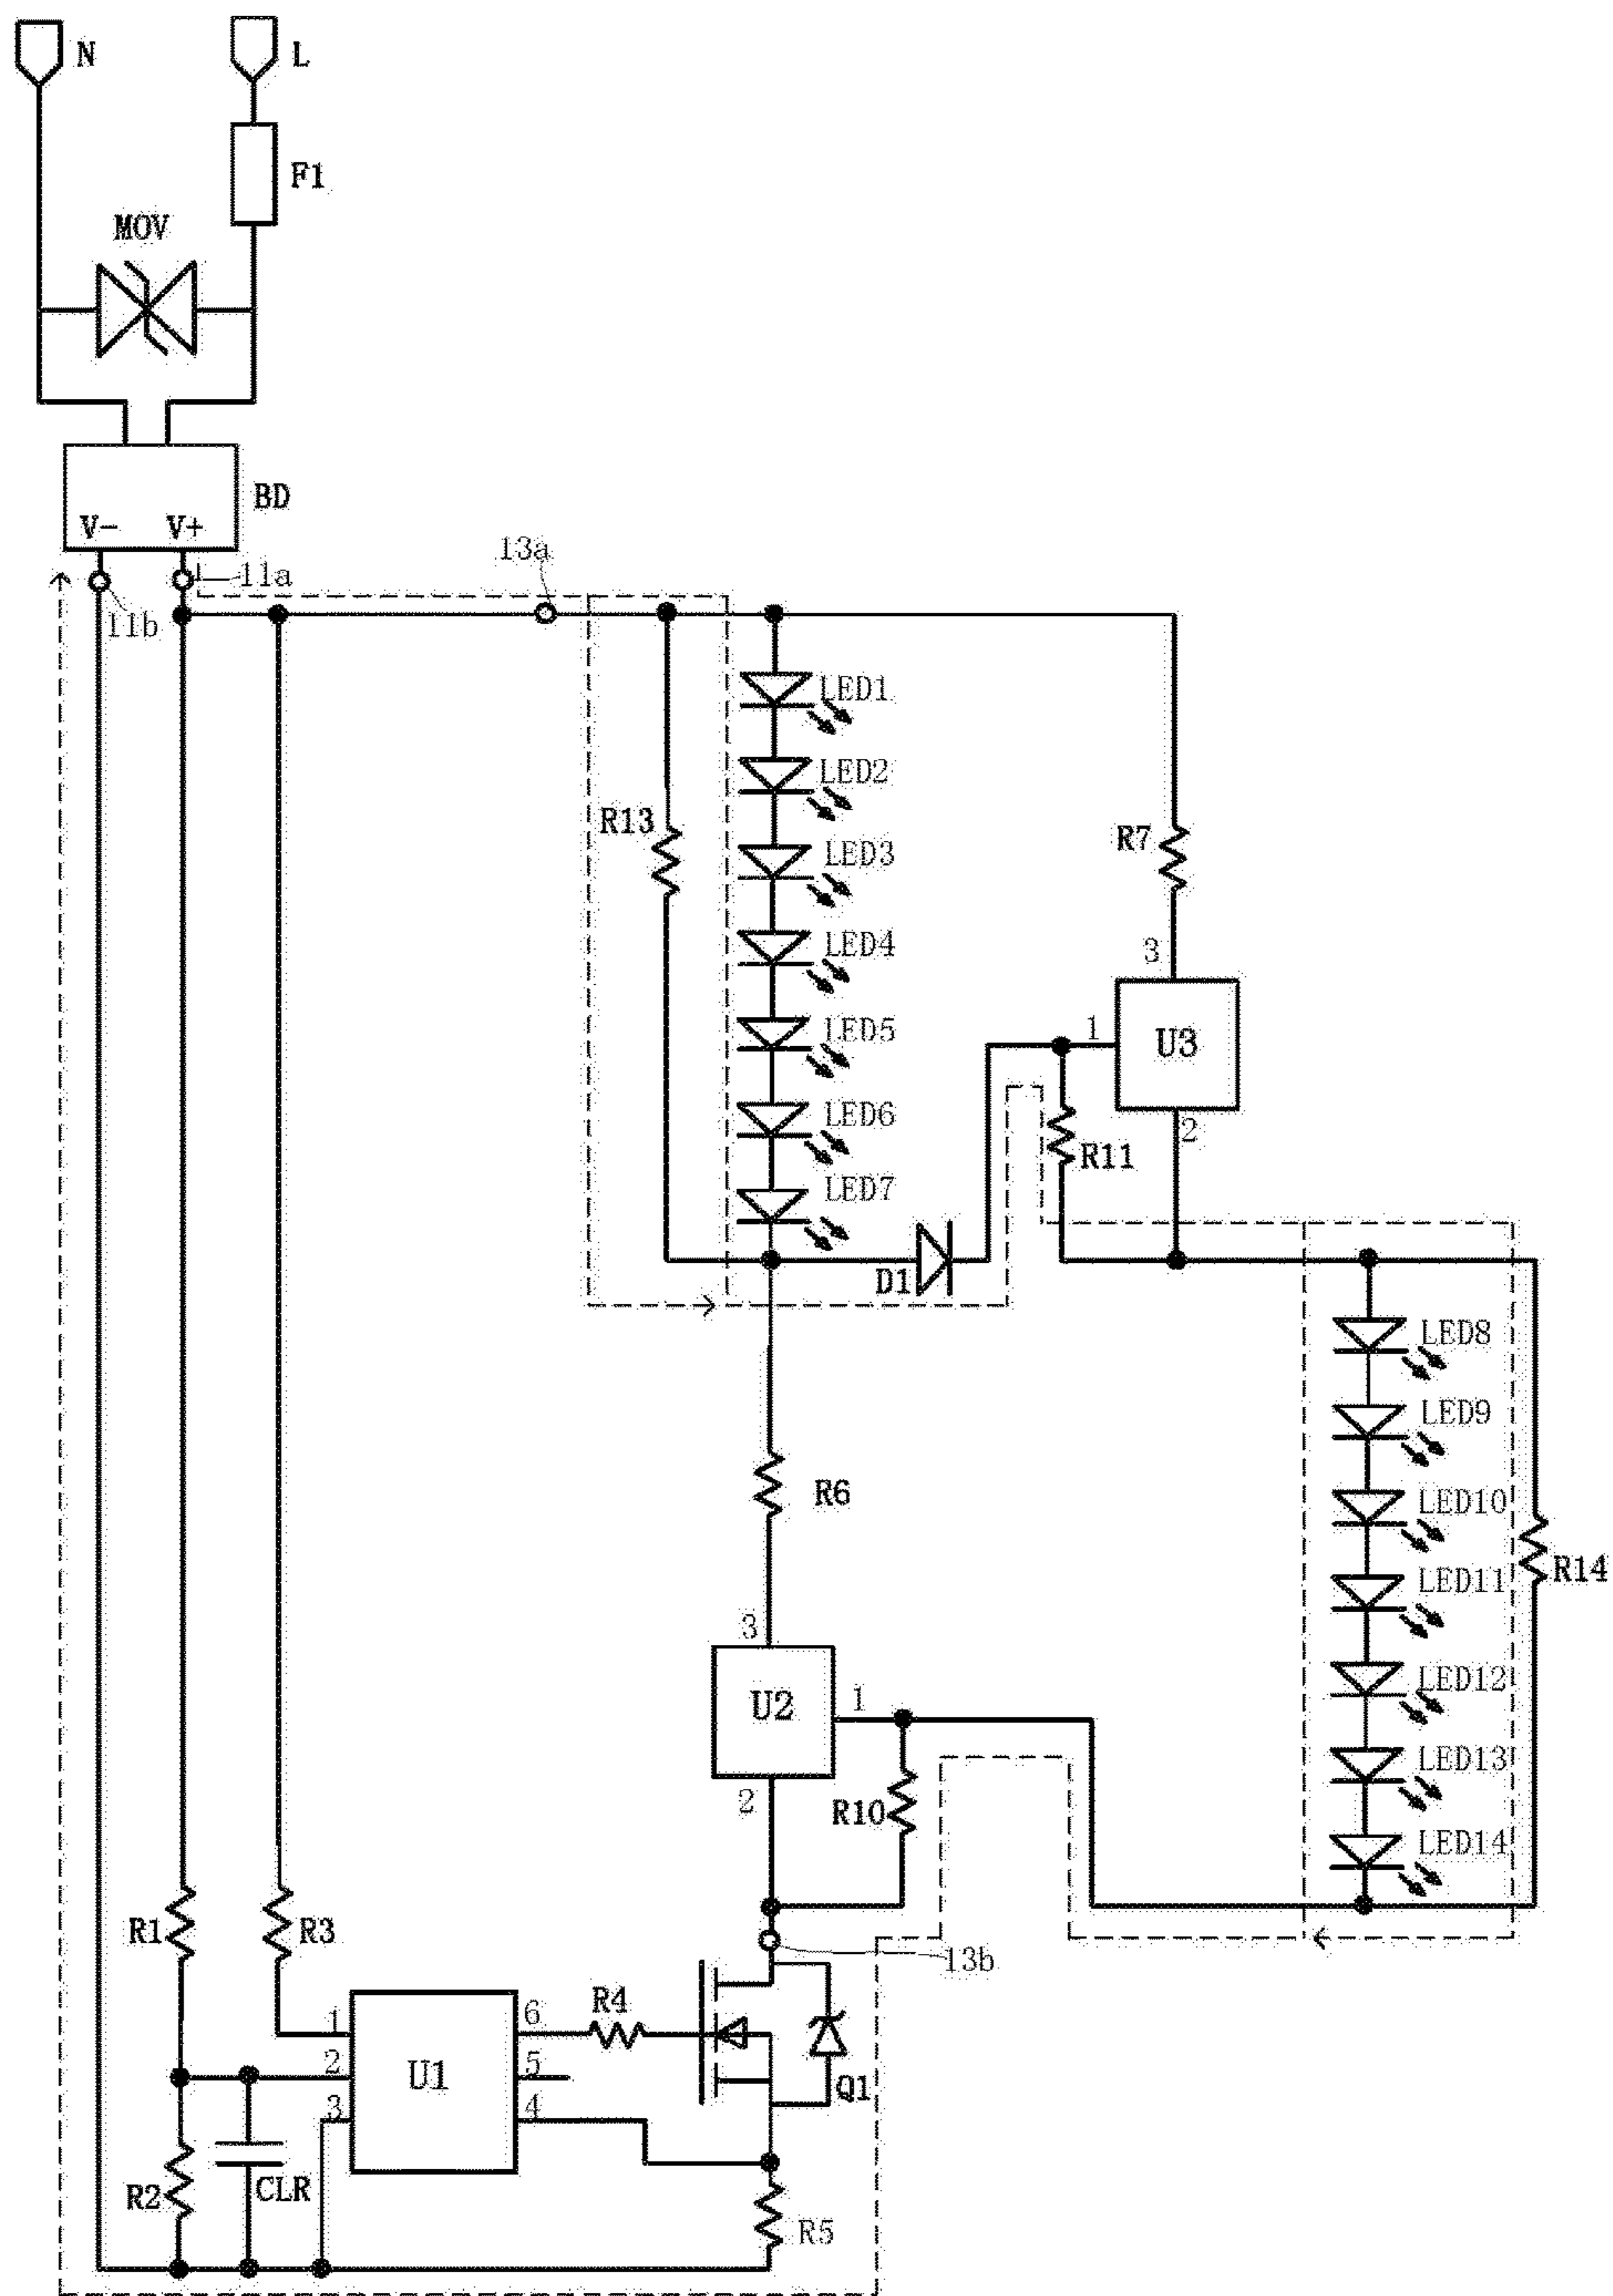 N
L
F1
MOV
BD
V-
V+
13a
11a
11b
LED1
LED2
R13
R7
LED3
LED4
3
1
U3
LED5
LED6
2
R11
LED7
D1
LED8
LED9
R6
LED10
LED11
R14
3
LED12
U2
1
LED13
2
R10
LED14
R1
R3
13b
R4
1
6
2
U1
5
Q1
3
4
R2
CLR
R5